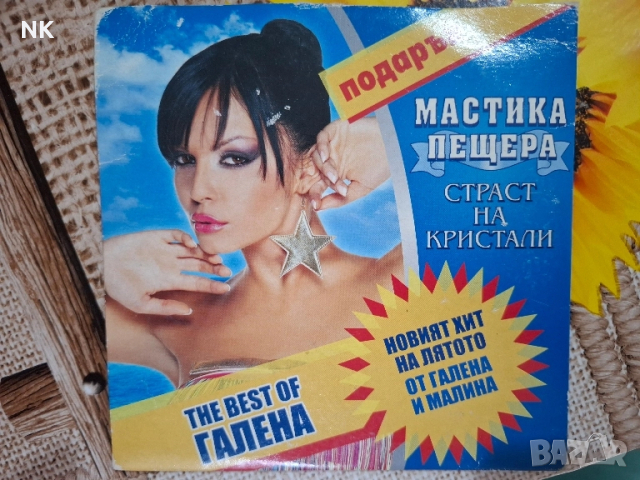 NK
подаръ
МАСТИКА
ПЕЩЕРА
СТРАСТ
НА
КРИСТАЛИ
НОВИЯТ ХИТ
НА ЛЯТОТО
ОТ ГАЛЕНА
И МАЛИНА
THE BEST OF
ГАЛЕНА
BAZAR